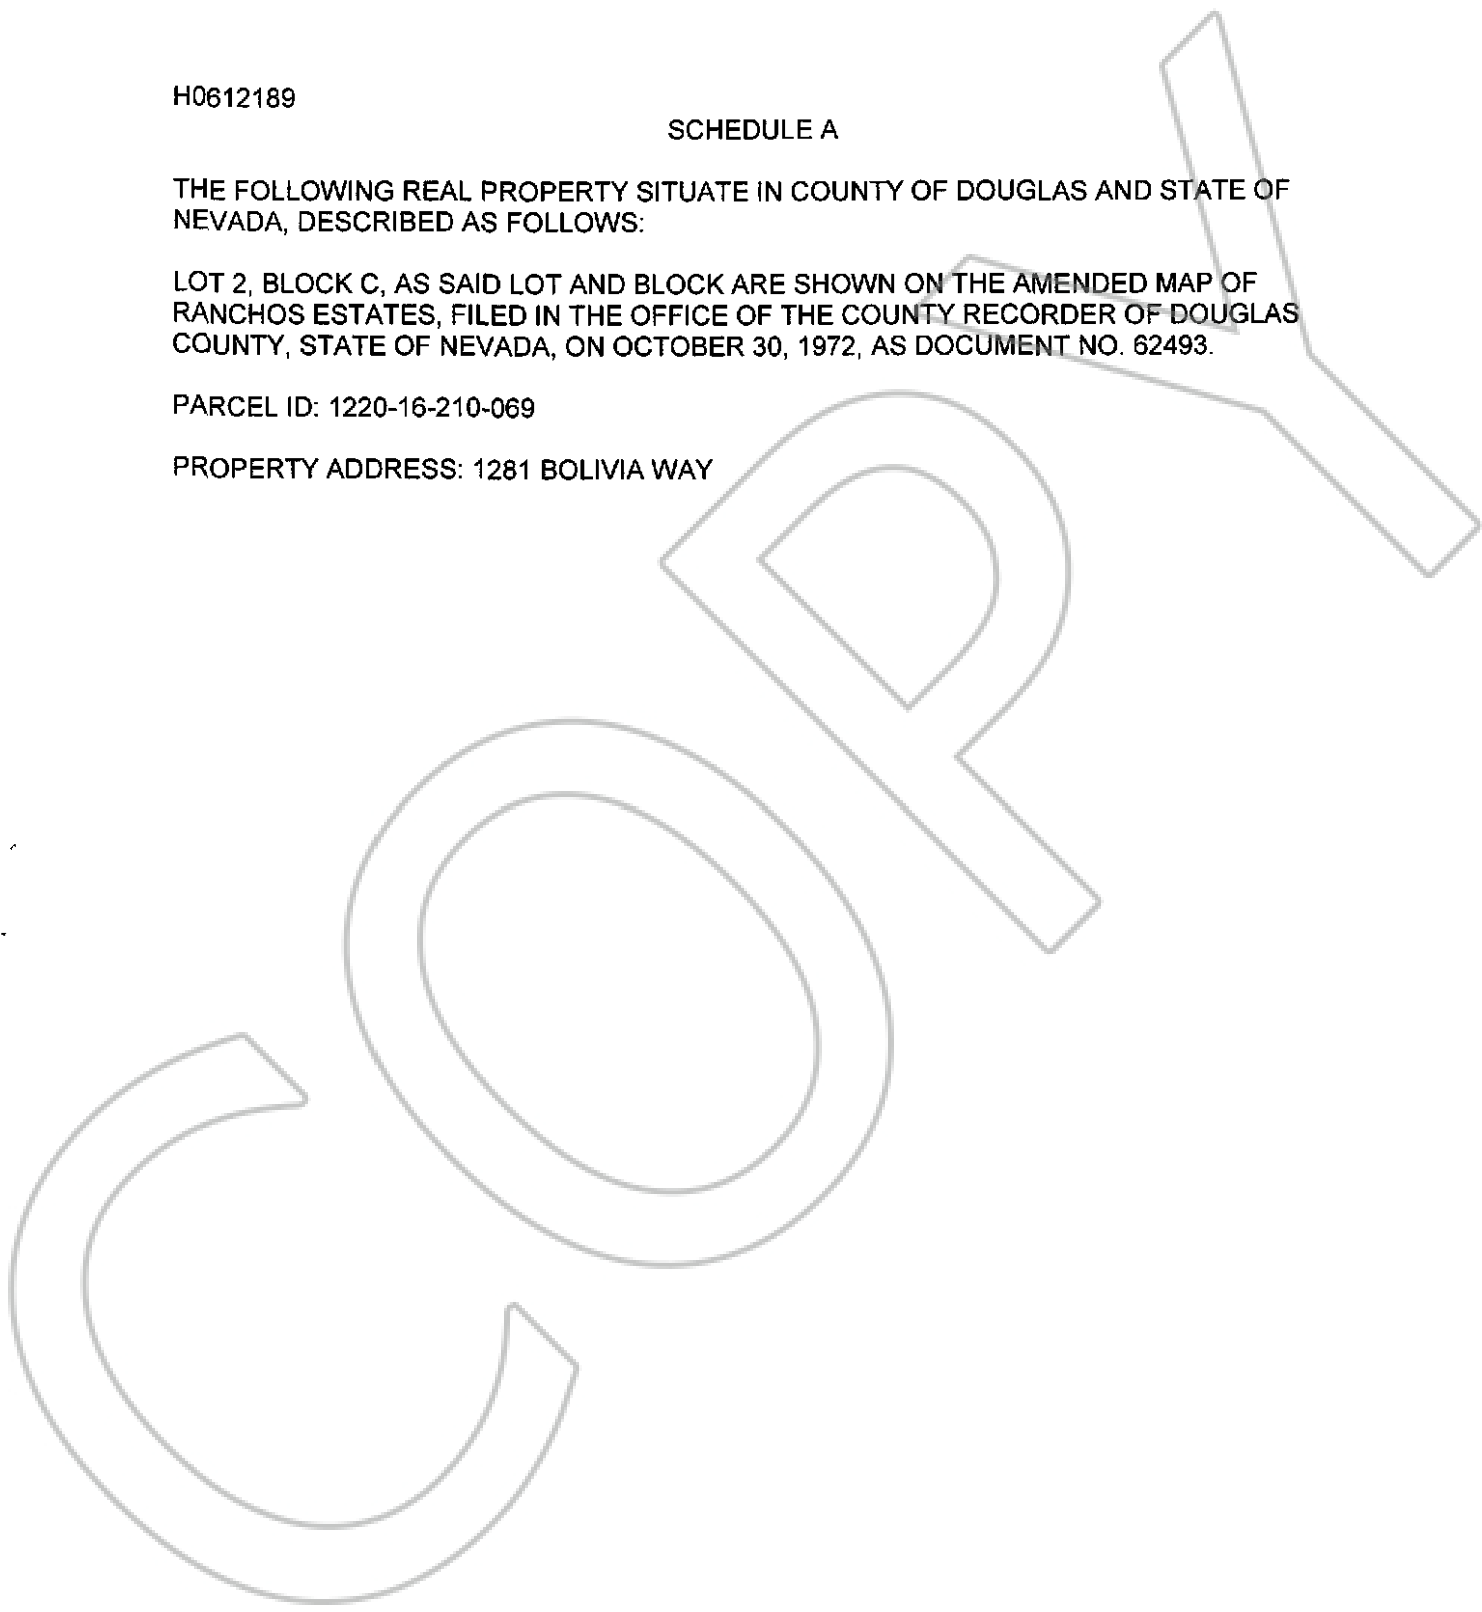 H0612189
SCHEDULE A
THE FOLLOWING REAL PROPERTY SITUATE IN COUNTY OF DOUGLAS AND STATE OF
NEVADA, DESCRIBED AS FOLLOWS:
LOT 2, BLOCK C, AS SAID LOT AND BLOCK ARE SHOWN ON THE AMENDED MAP OF
RANCHOS ESTATES, FILED IN THE OFFICE OF THE COUNTY RECORDER OF DOUGLAS
COUNTY, STATE OF NEVADA, ON OCTOBER 30, 1972, AS DOCUMENT NO. 62493.
PARCEL ID: 1220-16-210-069
PROPERTY ADDRESS: 1281 BOLIVIA WAY
COPY